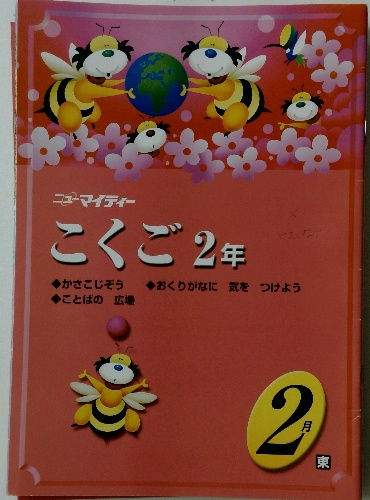 ニューマイティー
こくご 2年
◆かさこじぞう ◆おくりがなに 気を つけよう
◆ことばの 広場
2月
東